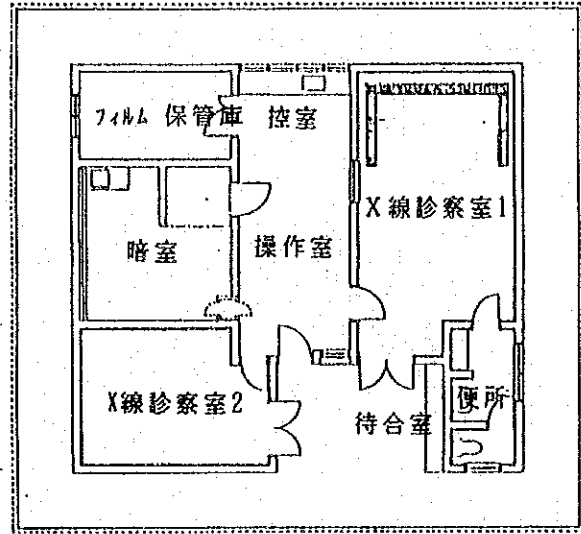 フィルム 保管庫
控室
X線診察室1
暗室
操作室
X線診察室2
待合室
便所